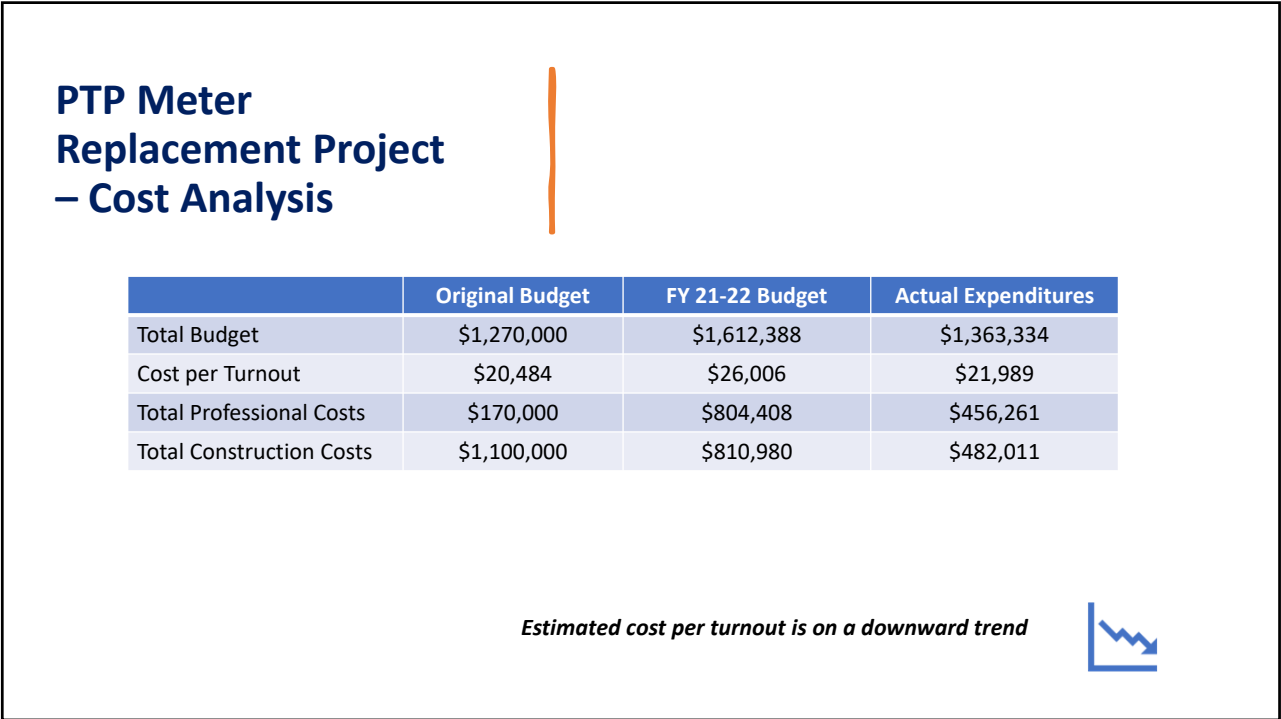 PTP Meter
Replacement Project
– Cost Analysis
Original Budget FY 21-22 Budget Actual Expenditures
Total Budget $1,270,000 $1,612,388 $1,363,334
Cost per Turnout $20,484 $26,006 $21,989
Total Professional Costs $170,000 $804,408 $456,261
Total Construction Costs $1,100,000 $810,980 $482,011
Estimated cost per turnout is on a downward trend